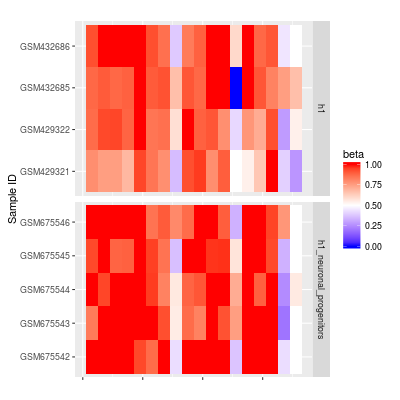 GSM432686
GSM432685
GSM429322
GSM429321
h1
GSM675546
GSM675545
GSM675544
GSM675543
GSM675542
h1_neuronal_progenitors
Sample ID
beta
1.00
0.75
0.50
0.25
0.00